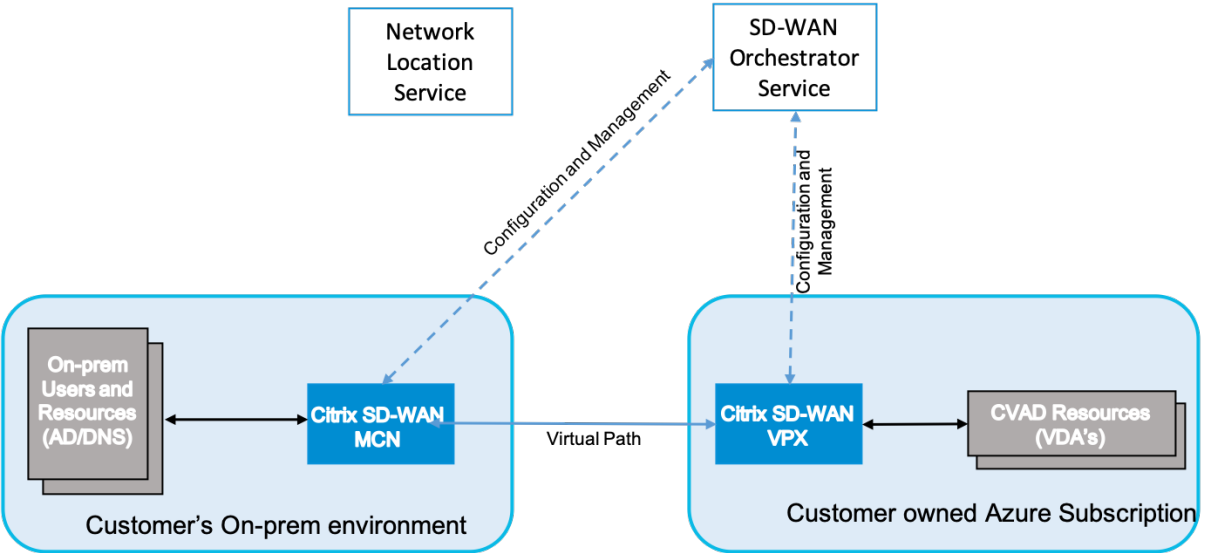 Network
Location
Service
SD-WAN
Orchestrator
Service
Configuration and Management
Configuration and
Management
On-prem
Users and
Resources
(AD/DNS)
Citrix SD-WAN
MCN
Virtual Path
Citrix SD-WAN
VPX
CVAD Resources
(VDA's)
Customer's On-prem environment
Customer owned Azure Subscription